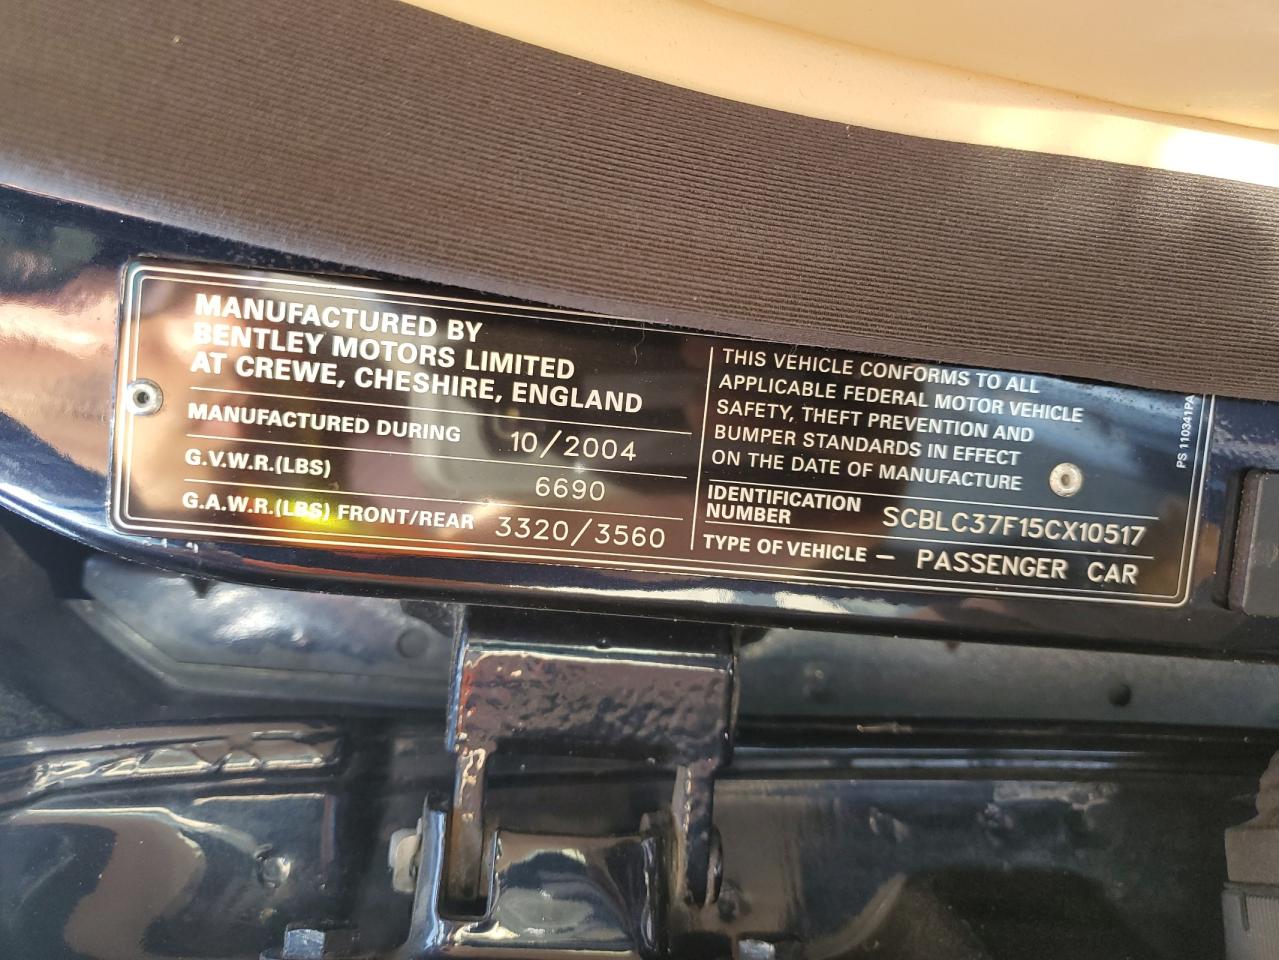 MANUFACTURED BY
BENTLEY MOTORS LIMITED
AT CREWE, CHESHIRE, ENGLAND
MANUFACTURED DURING 10/2004
G.V.W.R.(LBS) 6690
G.A.W.R.(LBS) FRONT/REAR 3320/3560
THIS VEHICLE CONFORMS TO ALL
APPLICABLE FEDERAL MOTOR VEHICLE
SAFETY, THEFT PREVENTION AND
BUMPER STANDARDS IN EFFECT
ON THE DATE OF MANUFACTURE
IDENTIFICATION
NUMBER SCBLC37F15CX10517
TYPE OF VEHICLE – PASSENGER CAR
PS 110341PA